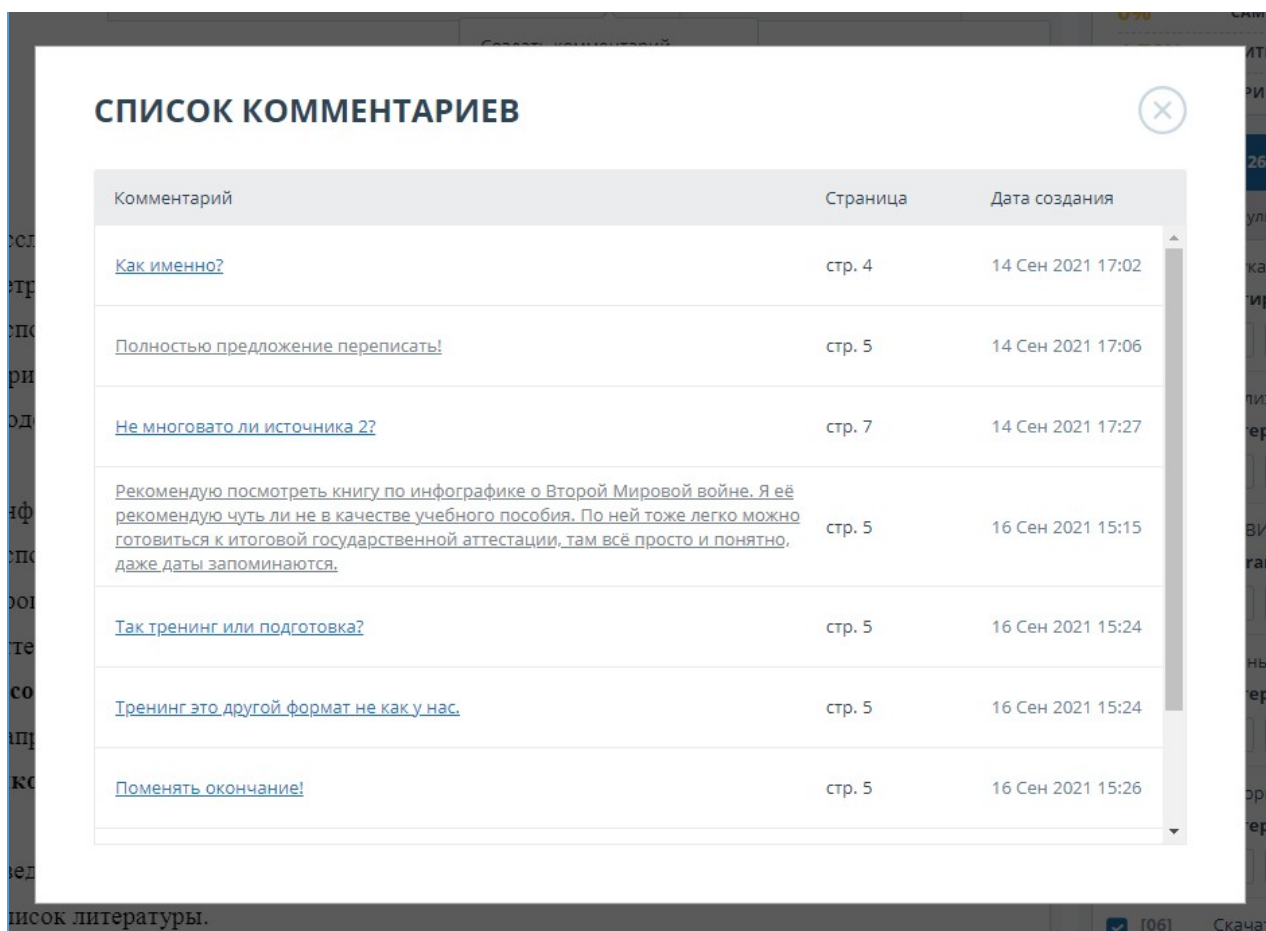 СПИСОК КОММЕНТАРИЕВ
Комментарий Страница Дата создания
Как именно? стр. 4 14 Сен 2021 17:02
Полностью предложение переписать! стр. 5 14 Сен 2021 17:06
Не многовато ли источника 2? стр. 7 14 Сен 2021 17:27
Рекомендую посмотреть книгу по инфографике о Второй Мировой войне. Я её
рекомендую чуть ли не в качестве учебного пособия. По ней тоже легко можно
готовиться к итоговой государственной аттестации, там всё просто и понятно,
даже даты запоминаются.
стр. 5 16 Сен 2021 15:15
Так тренинг или подготовка? стр. 5 16 Сен 2021 15:24
Тренинг это другой формат не как у нас. стр. 5 16 Сен 2021 15:24
Поменять окончание! стр. 5 16 Сен 2021 15:26
литературы.
[06]